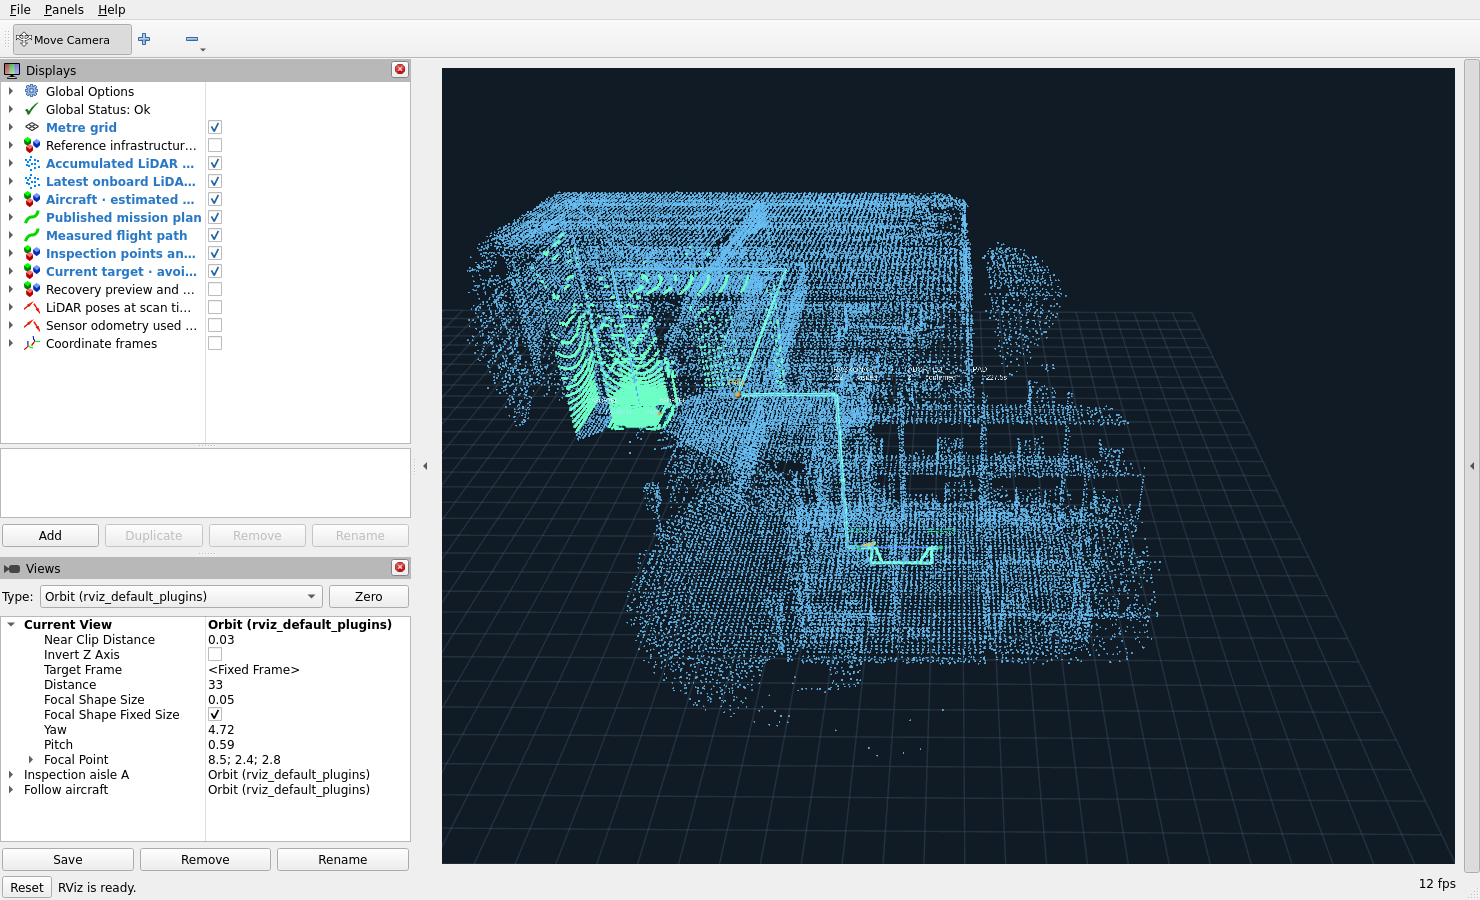 File Panels Help
Move Camera
Displays
Global Options
Global Status: Ok
Metre grid
Reference infrastructur...
Accumulated LiDAR ...
Latest onboard LiDA...
Aircraft · estimated ...
Published mission plan
Measured flight path
Inspection points an...
Current target · avoi...
Recovery preview and ...
LiDAR poses at scan ti...
Sensor odometry used ...
Coordinate frames
Add Duplicate Remove Rename
Views
Type: Orbit (rviz_default_plugins) Zero
Current View Orbit (rviz_default_plugins)
Near Clip Distance 0.03
Invert Z Axis
Target Frame <Fixed Frame>
Distance 33
Focal Shape Size 0.05
Focal Shape Fixed Size
Yaw 4.72
Pitch 0.59
Focal Point 8.5; 2.4; 2.8
Inspection aisle A Orbit (rviz_default_plugins)
Follow aircraft Orbit (rviz_default_plugins)
Save Remove Rename
Reset RViz is ready.
12 fps